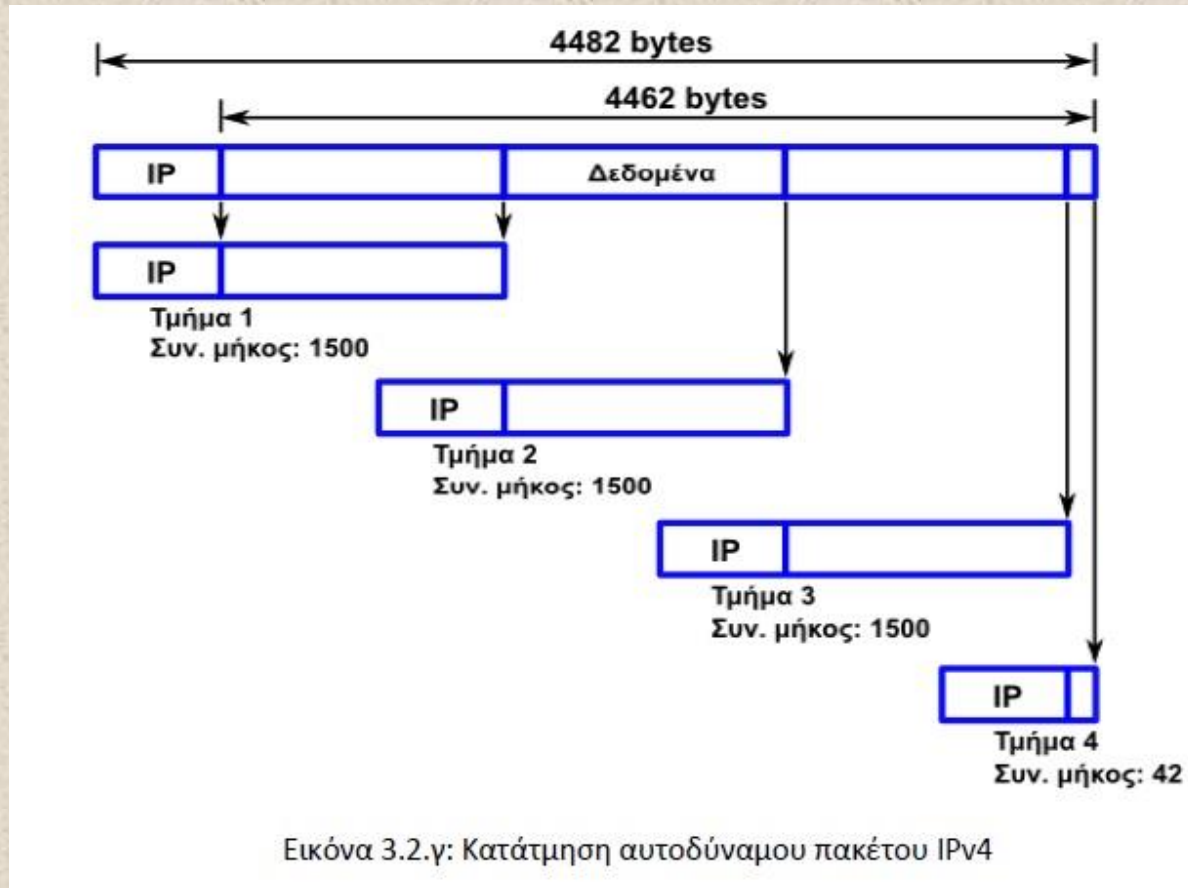 4482 bytes
4462 bytes
IP Δεδομένα
IP
Τμήμα 1
Συν. μήκος: 1500
IP
Τμήμα 2
Συν. μήκος: 1500
IP
Τμήμα 3
Συν. μήκος: 1500
IP
Τμήμα 4
Συν. μήκος: 42
Εικόνα 3.2.γ: Κατάτμηση αυτοδύναμου πακέτου IPv4